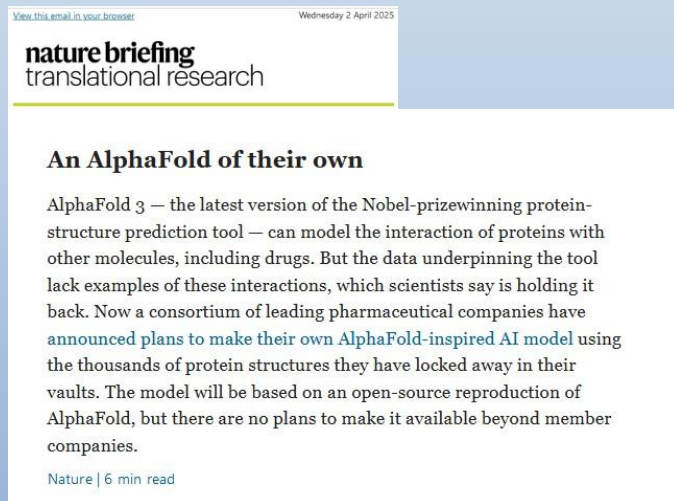 View this email in your browser
Wednesday 2 April 2025
nature briefing
translational research
An AlphaFold of their own
AlphaFold 3 — the latest version of the Nobel-prizewinning protein-
structure prediction tool — can model the interaction of proteins with
other molecules, including drugs. But the data underpinning the tool
lack examples of these interactions, which scientists say is holding it
back. Now a consortium of leading pharmaceutical companies have
announced plans to make their own AlphaFold-inspired AI model using
the thousands of protein structures they have locked away in their
vaults. The model will be based on an open-source reproduction of
AlphaFold, but there are no plans to make it available beyond member
companies.
Nature | 6 min read